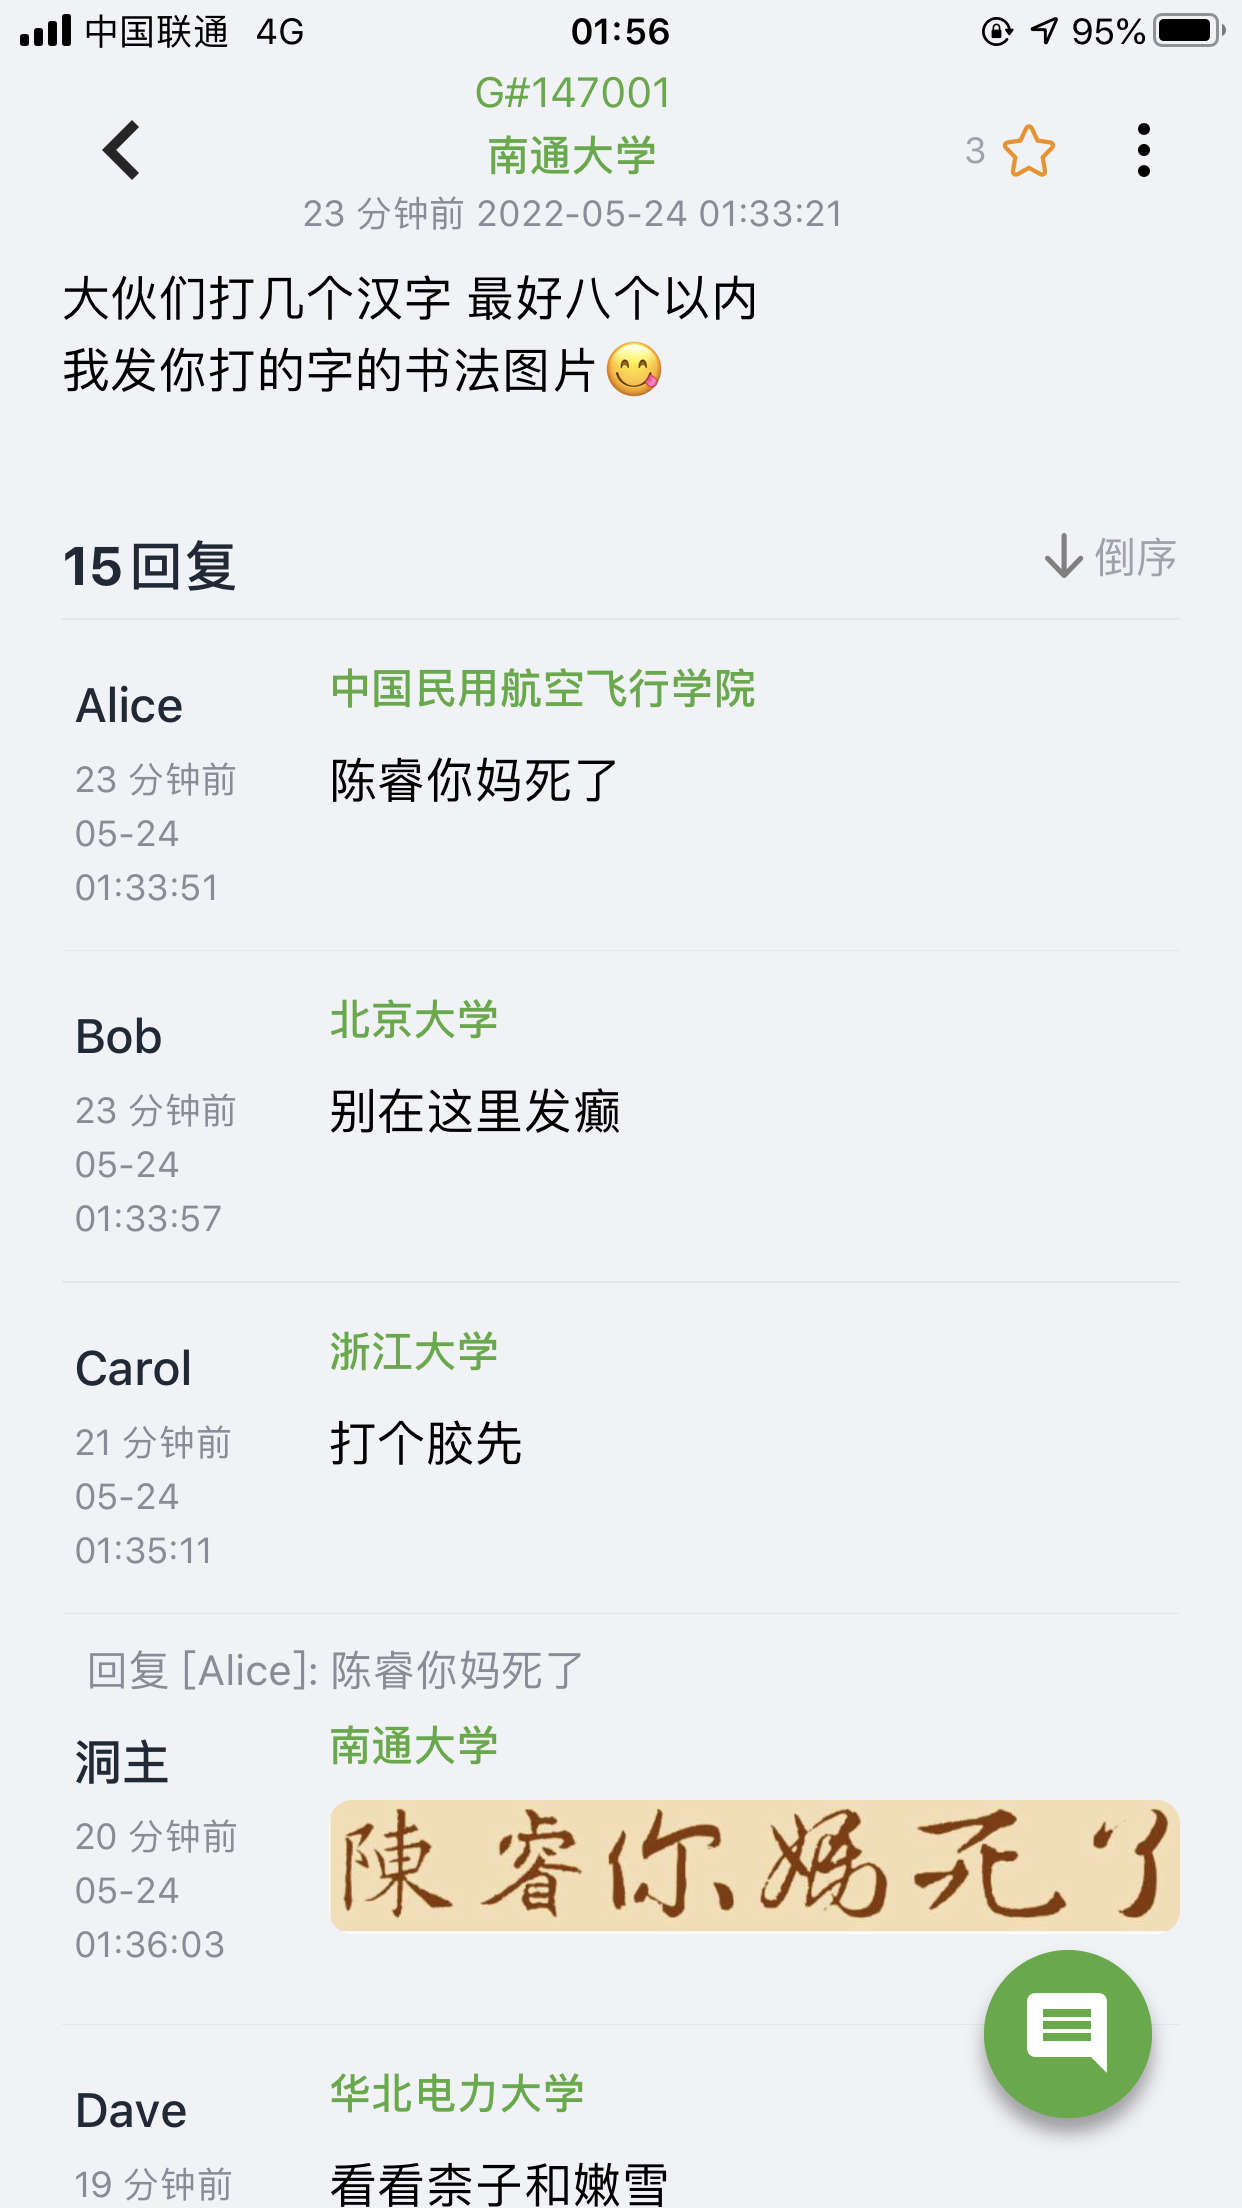 中国联通 4G 01:56 95%
G#147001
南通大学
3
23 分钟前 2022-05-24 01:33:21
大伙们打几个汉字 最好八个以内
我发你打的字的书法图片😋
15回复
倒序
Alice
中国民用航空飞行学院
23 分钟前
05-24
01:33:51
陈睿你妈死了
Bob
北京大学
23 分钟前
05-24
01:33:57
别在这里发癫
Carol
浙江大学
21 分钟前
05-24
01:35:11
打个胶先
回复 [Alice]: 陈睿你妈死了
洞主
南通大学
20 分钟前
05-24
01:36:03
陳睿你媽死了
Dave
华北电力大学
19 分钟前
看看柰子和嫩雪